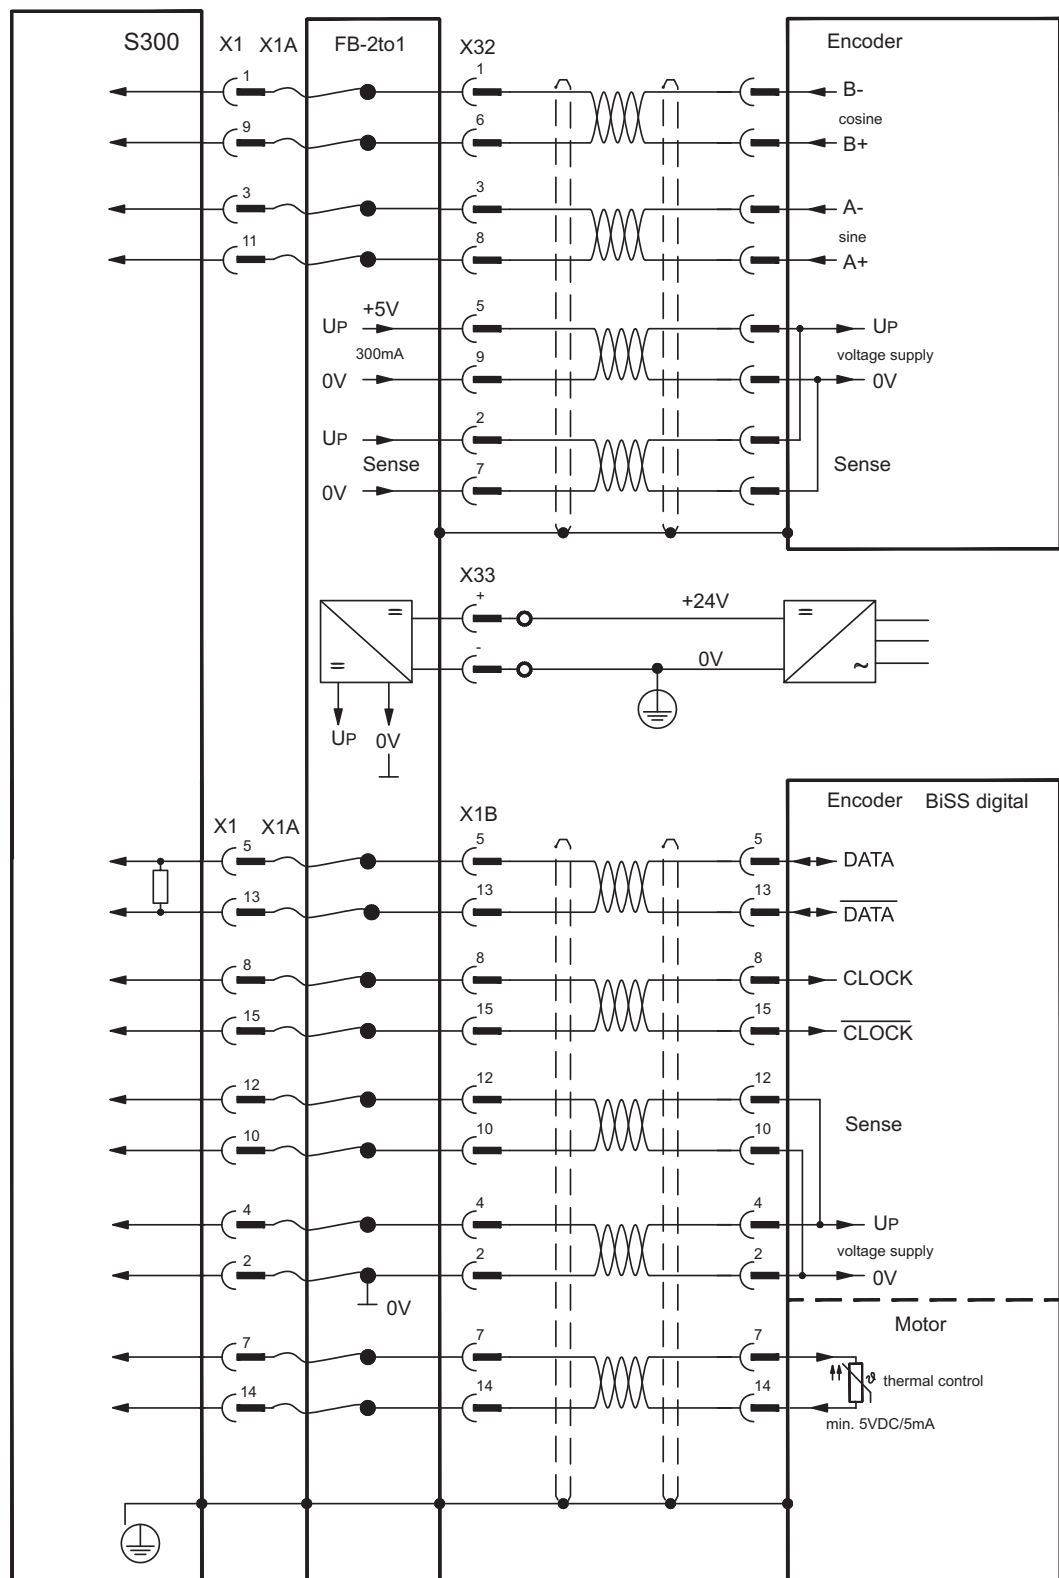 S300 X1 X1A FB-2to1 X32 Encoder
1 1 B-
cosine
9 6 B+
3 3 A-
sine
11 8 A+
+5V 5
UP UP
300mA 9 voltage supply
0V 0V
2
UP
Sense 7 Sense
0V
X33
+ +24V
=
=
- 0V
=
~
UP 0V
Encoder BiSS digital
X1 X1A X1B
5 5 5 DATA
13 13 13 DATA
8 8 8 CLOCK
15 15 15 CLOCK
12 12 12
Sense
10 10 10
4 4 4 UP
voltage supply
2 2 2 0V
0V
Motor
7 7 7
ϑ thermal control
14 14 14
min. 5VDC/5mA